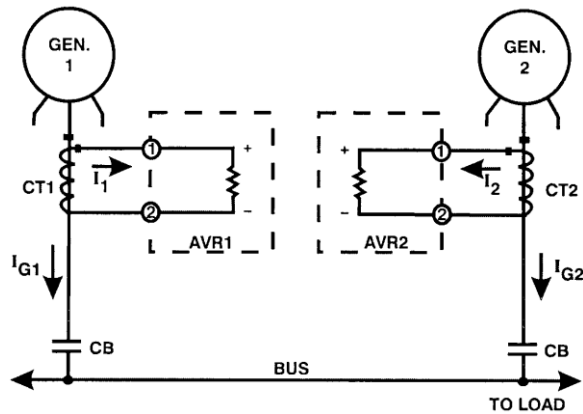 GEN.
1
GEN.
2
1
+
CT1
I1
2
−
AVR1
1
+
I2
CT2
2
−
AVR2
IG1
IG2
CB
CB
BUS
TO LOAD